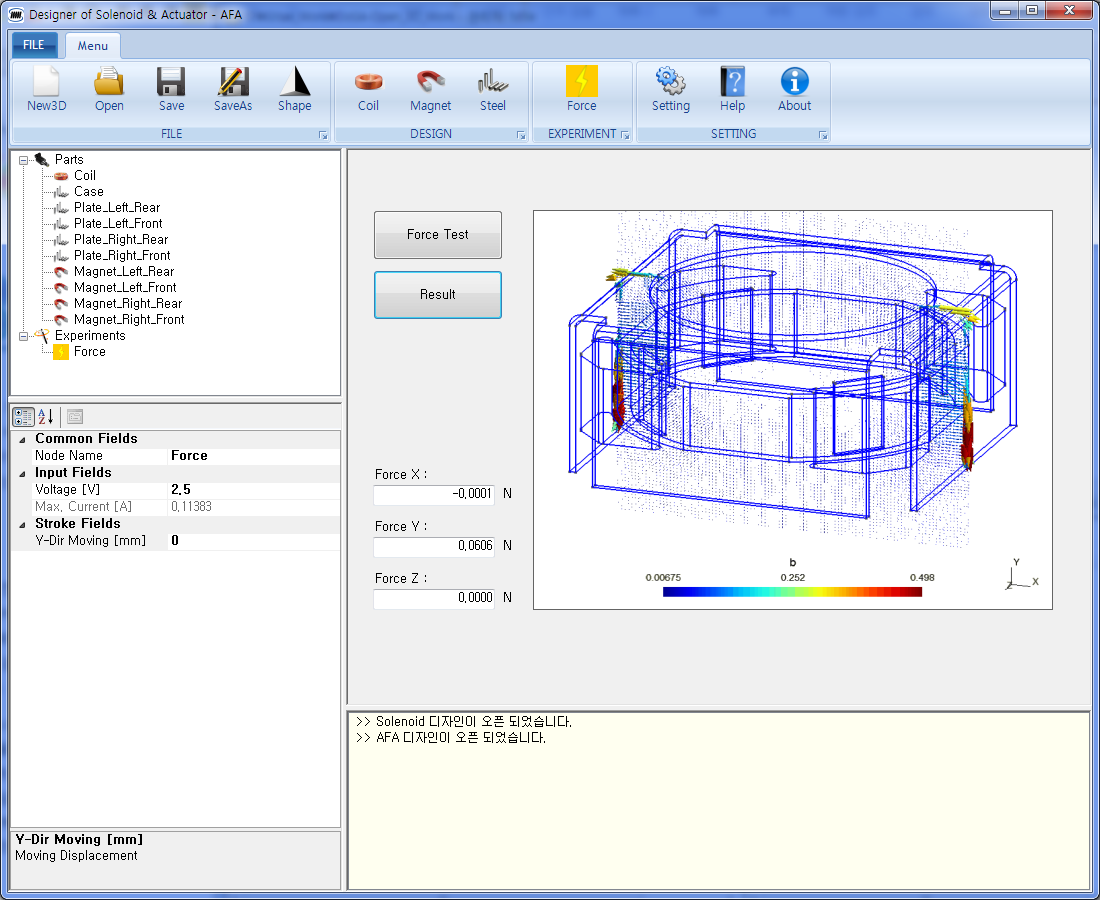 Designer of Solenoid & Actuator - AFA
FILE
Menu
New3D
Open
Save
SaveAs
Shape
Coil
Magnet
Steel
Force
Setting
Help
About
FILE
DESIGN
EXPERIMENT
SETTING
Parts
Coil
Case
Plate_Left_Rear
Plate_Left_Front
Plate_Right_Rear
Plate_Right_Front
Magnet_Left_Rear
Magnet_Left_Front
Magnet_Right_Rear
Magnet_Right_Front
Experiments
Force
Common Fields
Node Name Force
Input Fields
Voltage [V] 2.5
Max. Current [A] 0.11383
Stroke Fields
Y-Dir Moving [mm] 0
Y-Dir Moving [mm]
Moving Displacement
Force Test
Result
Force X :
-0.0001 N
Force Y :
0.0606 N
Force Z :
0.0000 N
b
0.00675 0.252 0.498
Y
Z X
>> Solenoid 디자인이 오픈 되었습니다.
>> AFA 디자인이 오픈 되었습니다.